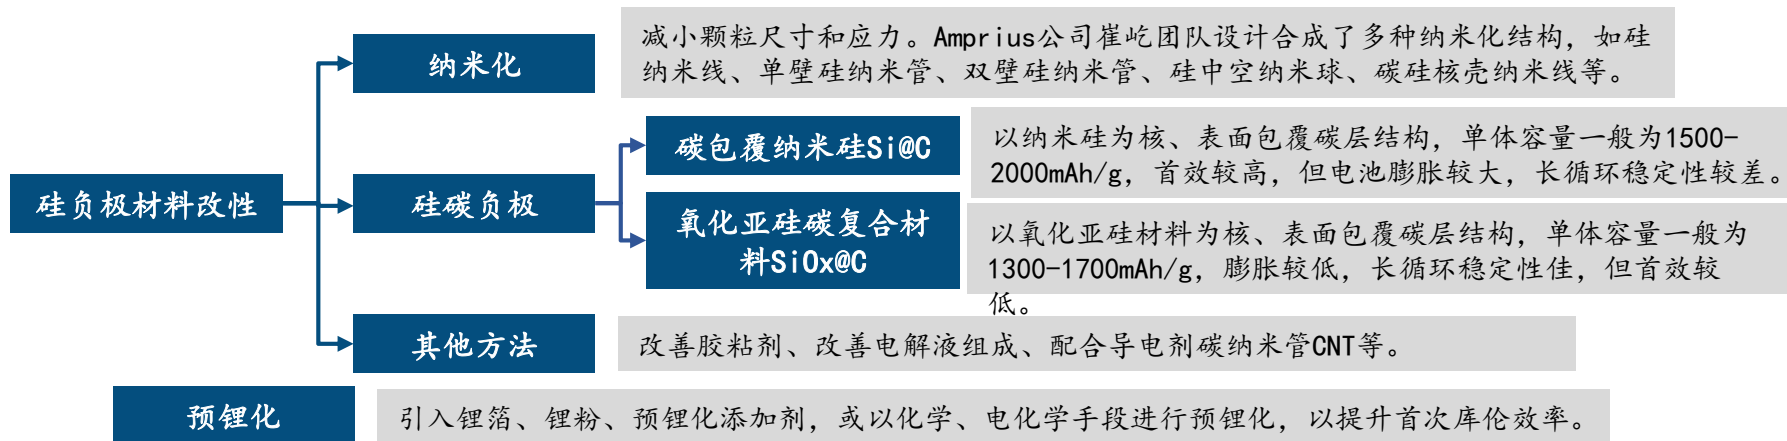 纳米化
减小颗粒尺寸和应力。Amprius公司崔屹团队设计合成了多种纳米化结构，如硅
纳米线、单壁硅纳米管、双壁硅纳米管、硅中空纳米球、碳硅核壳纳米线等。
硅负极材料改性
硅碳负极
碳包覆纳米硅Si@C
以纳米硅为核、表面包覆碳层结构，单体容量一般为1500-
2000mAh/g，首效较高，但电池膨胀较大，长循环稳定性较差。
氧化亚硅碳复合材
料SiOx@C
以氧化亚硅材料为核、表面包覆碳层结构，单体容量一般为
1300-1700mAh/g，膨胀较低，长循环稳定性佳，但首效较
低。
其他方法
改善胶粘剂、改善电解液组成、配合导电剂碳纳米管CNT等。
预锂化
引入锂箔、锂粉、预锂化添加剂，或以化学、电化学手段进行预锂化，以提升首次库伦效率。